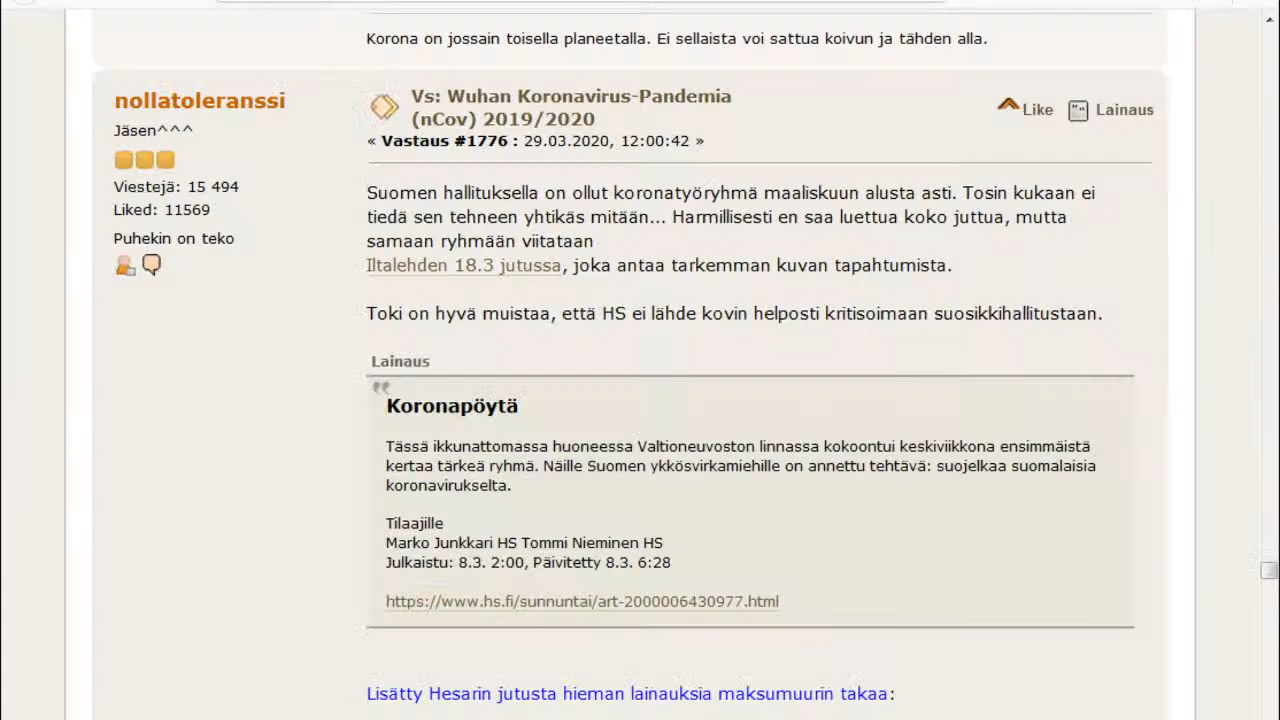 Korona on jossain toisella planeetalla. Ei sellaista voi sattua koivun ja tähden alla.
nollatoleranssi
Jäsen^^^
Viestejä: 15 494
Liked: 11569
Puhekin on teko
Vs: Wuhan Koronavirus-Pandemia
(nCov) 2019/2020
« Vastaus #1776 : 29.03.2020, 12:00:42 »
Like
Lainaus
Suomen hallituksella on ollut koronatyöryhmä maaliskuun alusta asti. Tosin kukaan ei
tiedä sen tehneen yhtikäs mitään... Harmillisesti en saa luettua koko juttua, mutta
samaan ryhmään viitataan
Iltalehden 18.3 jutussa, joka antaa tarkemman kuvan tapahtumista.
Toki on hyvä muistaa, että HS ei lähde kovin helposti kritisoimaan suosikkihallitustaan.
Lainaus
Koronapöytä
Tässä ikkunattomassa huoneessa Valtioneuvoston linnassa kokoontui keskiviikkona ensimmäistä
kertaa tärkeä ryhmä. Näille Suomen ykkösvirkamiehille on annettu tehtävä: suojelkaa suomalaisia
koronavirukselta.
Tilaajille
Marko Junkkari HS Tommi Nieminen HS
Julkaistu: 8.3. 2:00, Päivitetty 8.3. 6:28
https://www.hs.fi/sunnuntai/art-2000006430977.html
Lisätty Hesarin jutusta hieman lainauksia maksumuurin takaa: